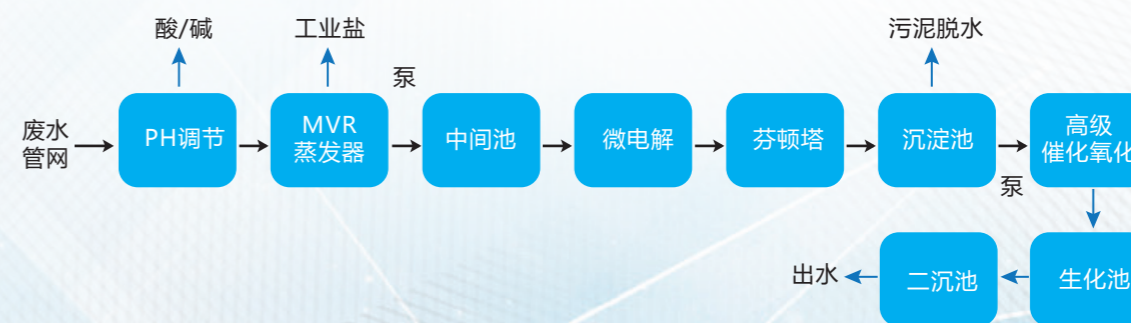 酸/碱
工业盐
污泥脱水
泵
废水
管网
PH调节
MVR
蒸发器
中间池
微电解
芬顿塔
沉淀池
高级
催化氧化
泵
出水
二沉池
生化池